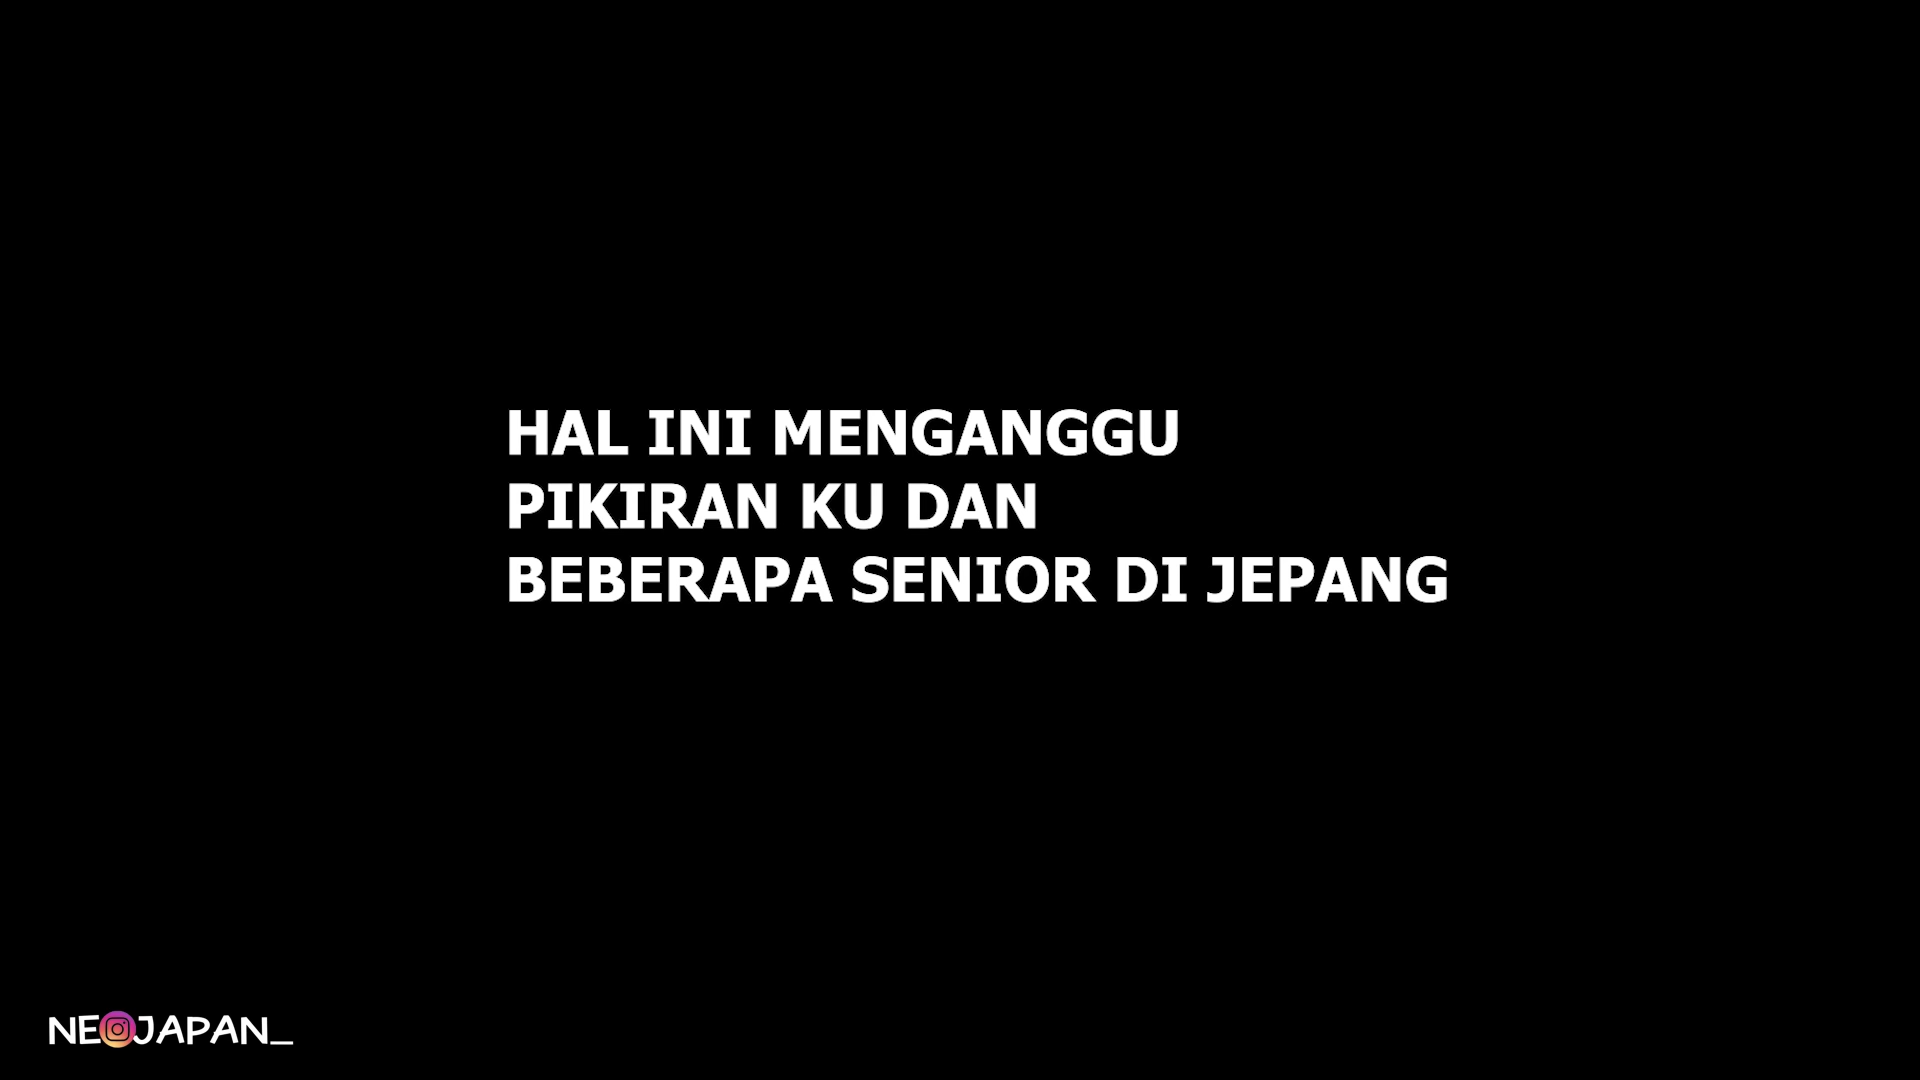 HAL INI MENGANGGU
PIKIRAN KU DAN
BEBERAPA SENIOR DI JEPANG
NEOJAPAN_